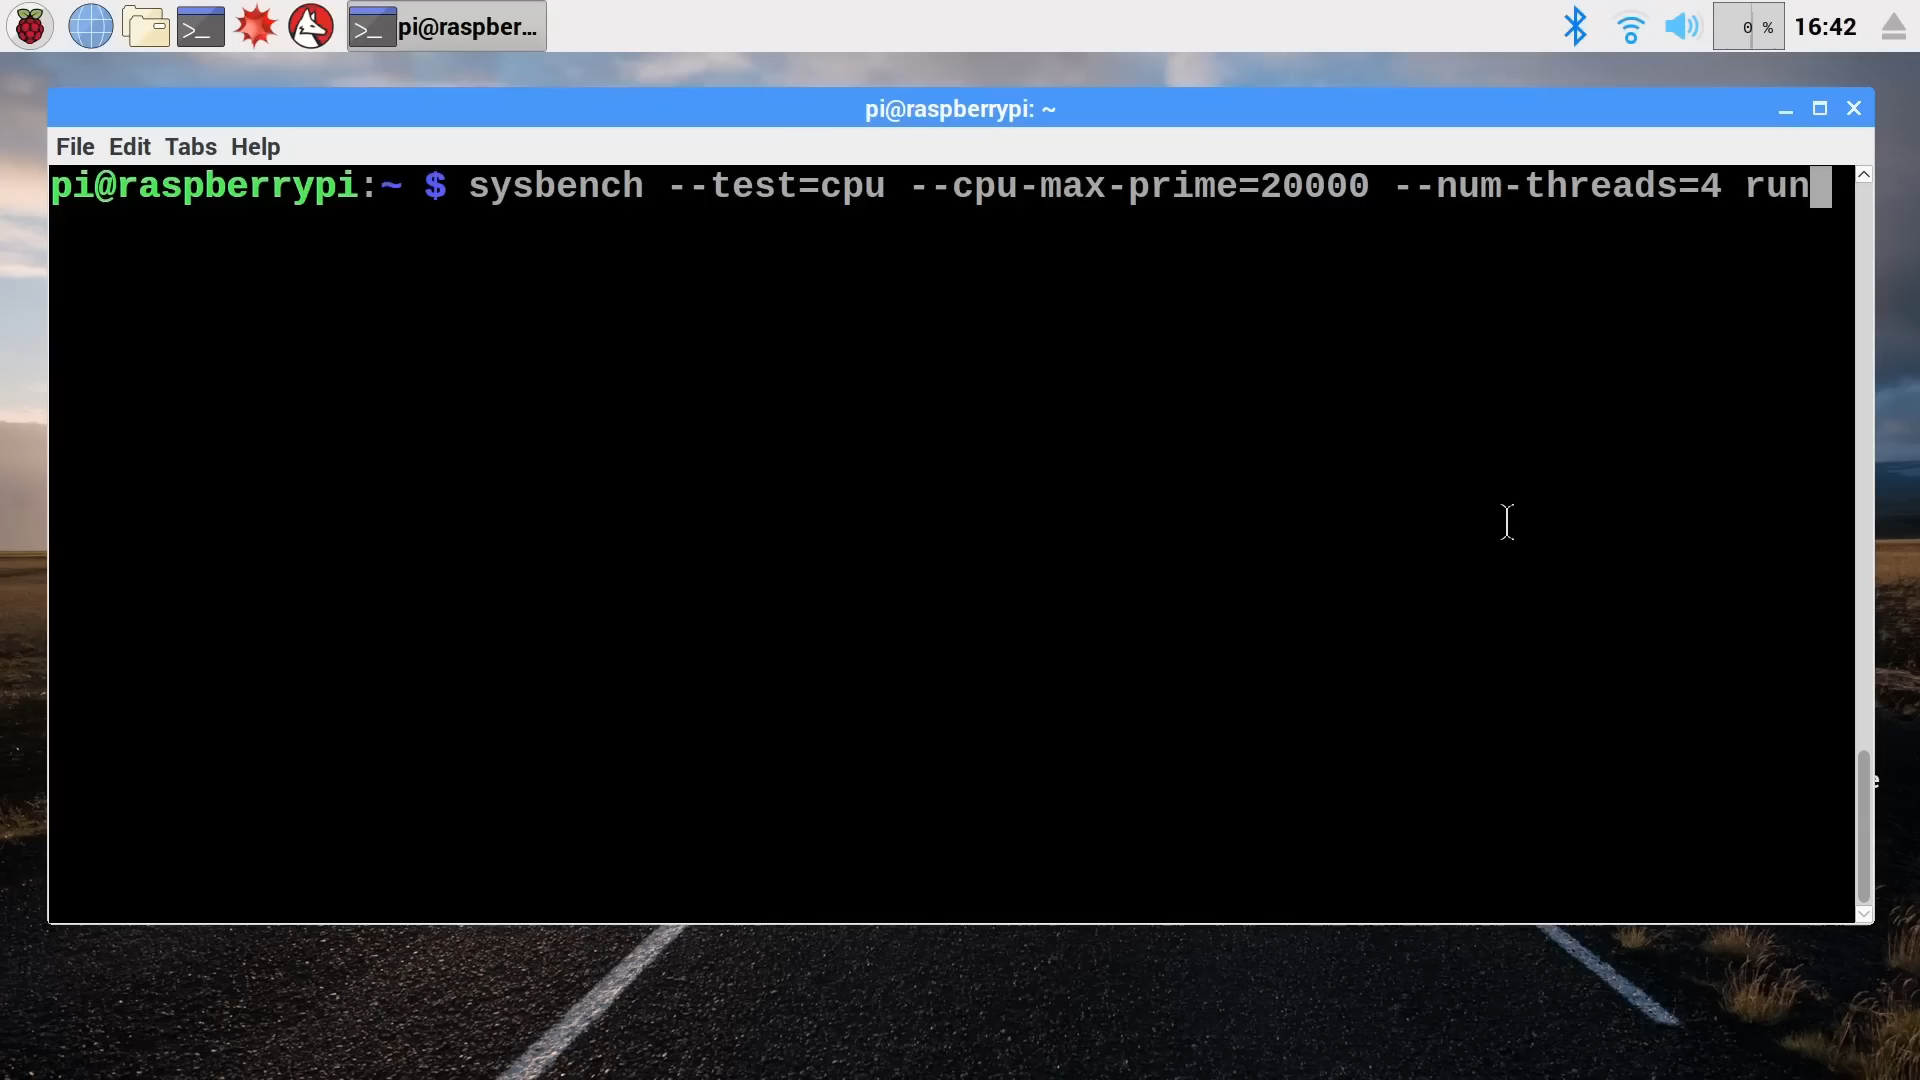 pi@raspber...
0 %
16:42
pi@raspberrypi: ~
File Edit Tabs Help
pi@raspberrypi:~ $ sysbench --test=cpu --cpu-max-prime=20000 --num-threads=4 run
e